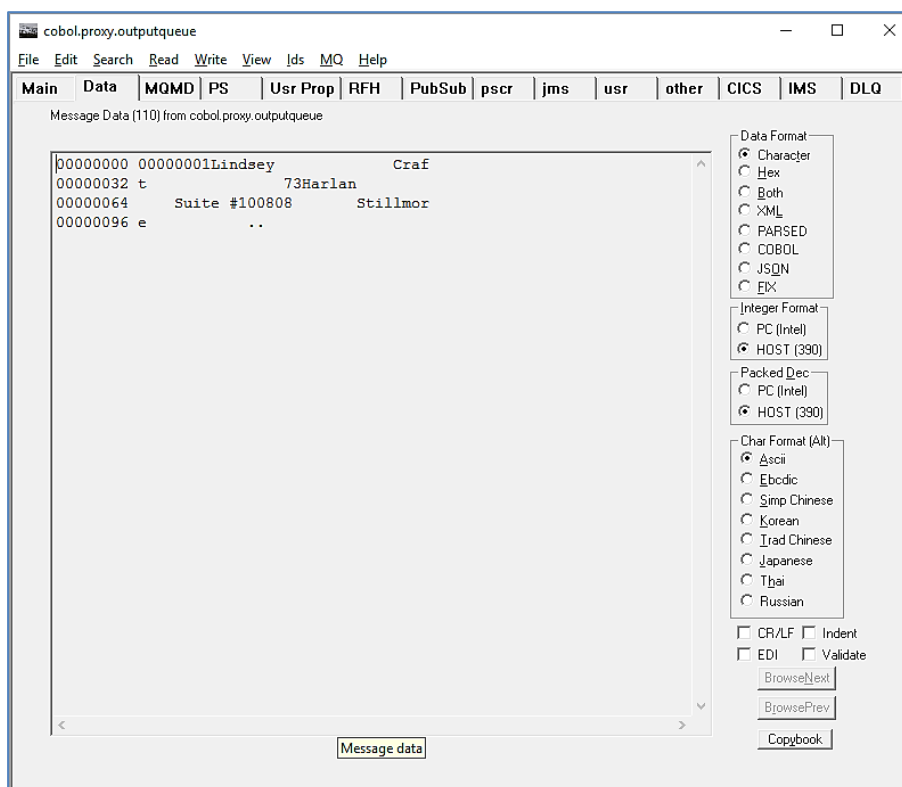 cobol.proxy.outputqueue
File Edit Search Read Write View Ids MQ Help
Main Data MQMD PS Usr Prop RFH PubSub pscr jms usr other CICS IMS DLQ
Message Data (110) from cobol.proxy.outputqueue
00000000 00000001Lindsey             Craf
00000032 t                 73Harlan
00000064     Suite #100808       Stillmor
00000096 e            ..
Message data
Data Format
Character
Hex
Both
XML
PARSED
COBOL
JSON
FIX
Integer Format
PC (Intel)
HOST (390)
Packed Dec
PC (Intel)
HOST (390)
Char Format (Alt)
Ascii
Ebcdic
Simp Chinese
Korean
Trad Chinese
Japanese
Thai
Russian
CR/LF Indent
EDI Validate
BrowseNext
BrowsePrev
Copybook